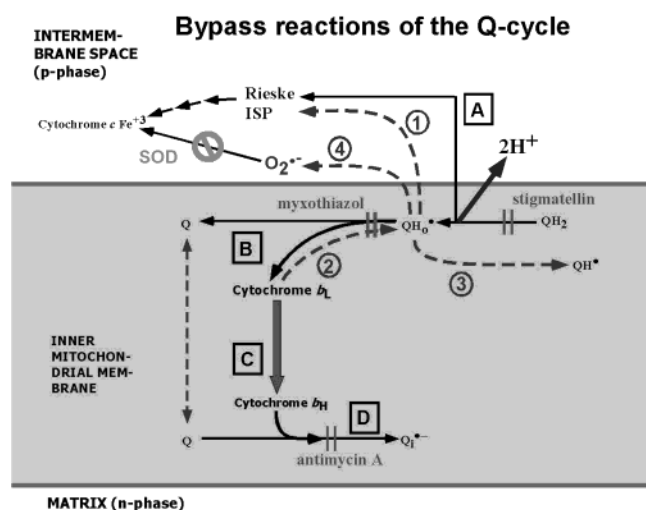 Bypass reactions of the Q-cycle
INTERMEM-
BRANE SPACE
(p-phase)
Rieske
ISP
Cytochrome c Fe+3
SOD
O2•-
1
A
4
2H+
myxothiazol
stigmatellin
Q
QHo•
QH2
B
2
3
QH•
Cytochrome bL
INNER
MITOCHON-
DRIAL MEM-
BRANE
C
Cytochrome bH
D
Q
Qi•−
antimycin A
MATRIX (n-phase)